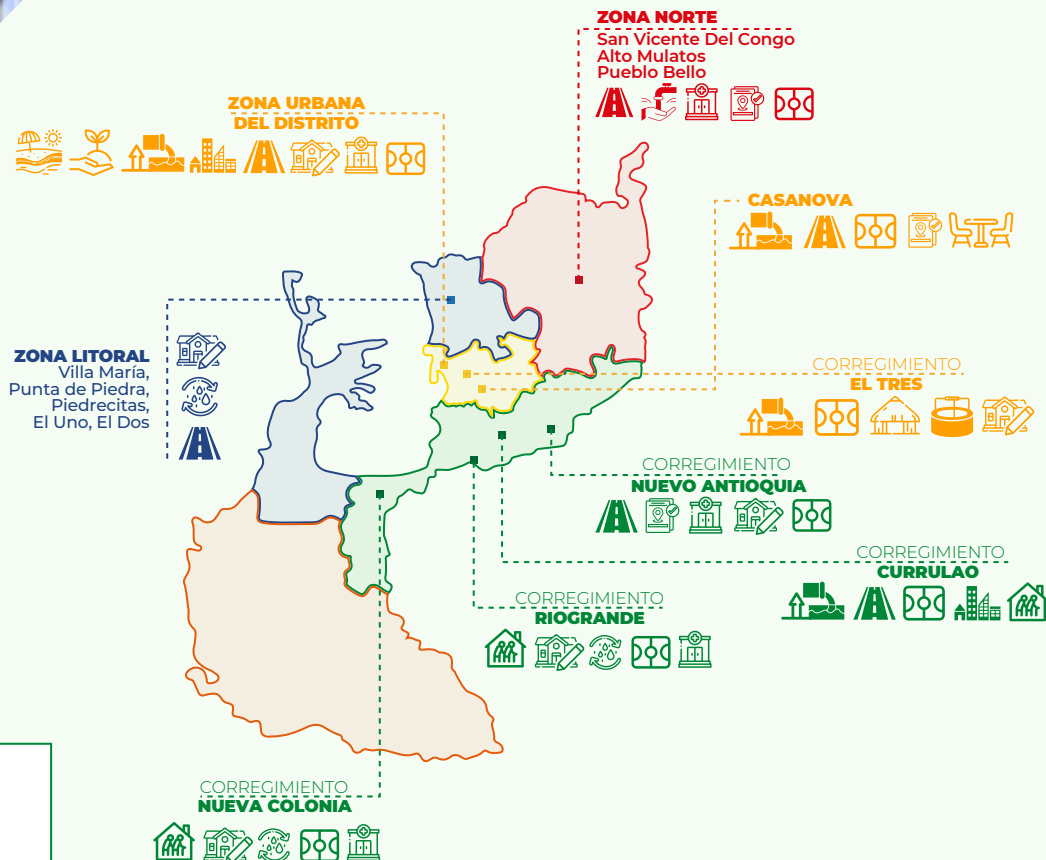 ZONA NORTE
San Vicente Del Congo
Alto Mulatos
Pueblo Bello
ZONA URBANA
DEL DISTRITO
CASANOVA
ZONA LITORAL
Villa María,
Punta de Piedra,
Piedrecitas,
El Uno, El Dos
CORREGIMIENTO
EL TRES
CORREGIMIENTO
NUEVO ANTIOQUIA
CORREGIMIENTO
CURRULAO
CORREGIMIENTO
RIOGRANDE
CORREGIMIENTO
NUEVA COLONIA